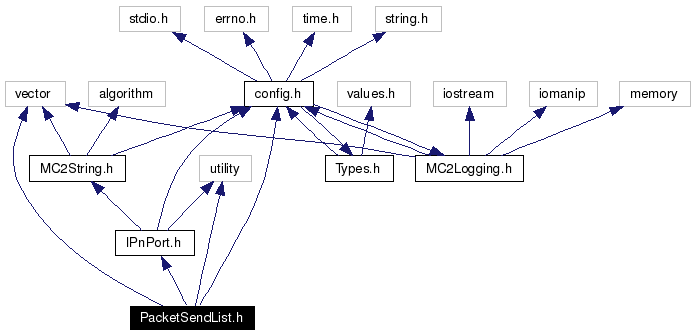 stdio.h
errno.h
time.h
string.h
vector
algorithm
config.h
values.h
iostream
iomanip
memory
MC2String.h
utility
Types.h
MC2Logging.h
IPnPort.h
PacketSendList.h